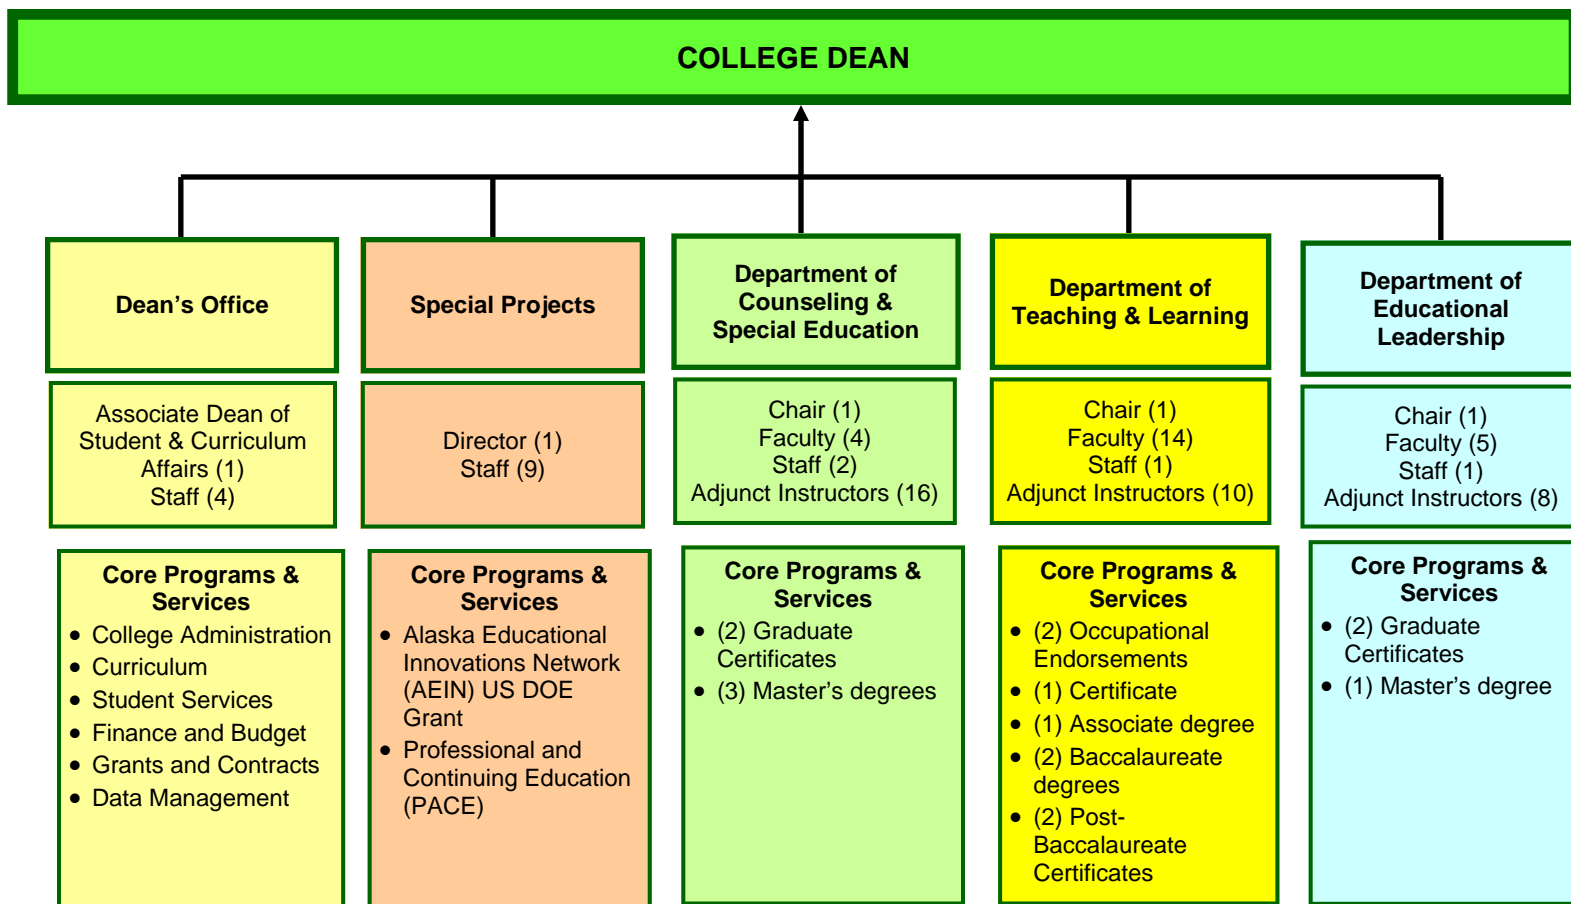 COLLEGE DEAN
Dean’s Office
Special Projects
Department of
Counseling &
Special Education
Department of
Teaching & Learning
Department of
Educational
Leadership
Associate Dean of
Student & Curriculum
Affairs (1)
Staff (4)
Director (1)
Staff (9)
Chair (1)
Faculty (4)
Staff (2)
Adjunct Instructors (16)
Chair (1)
Faculty (14)
Staff (1)
Adjunct Instructors (10)
Chair (1)
Faculty (5)
Staff (1)
Adjunct Instructors (8)
Core Programs &
Services
• College Administration
• Curriculum
• Student Services
• Finance and Budget
• Grants and Contracts
• Data Management
Core Programs &
Services
• Alaska Educational
Innovations Network
(AEIN) US DOE
Grant
• Professional and
Continuing Education
(PACE)
Core Programs &
Services
• (2) Graduate
Certificates
• (3) Master’s degrees
Core Programs &
Services
• (2) Occupational
Endorsements
• (1) Certificate
• (1) Associate degree
• (2) Baccalaureate
degrees
• (2) Post-
Baccalaureate
Certificates
Core Programs &
Services
• (2) Graduate
Certificates
• (1) Master’s degree